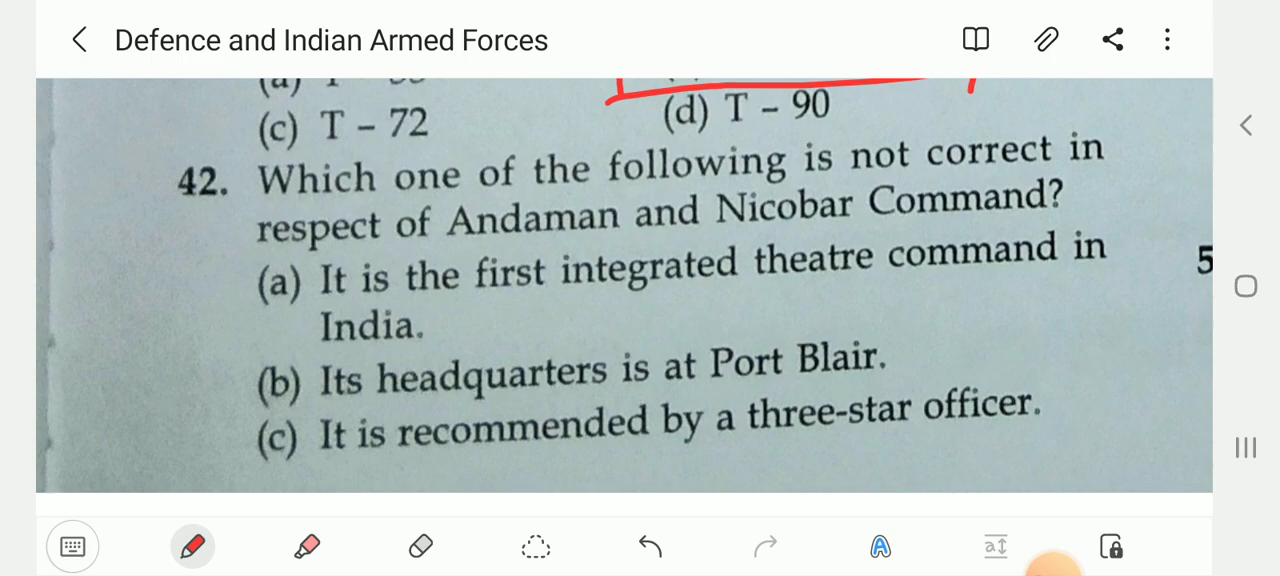 Defence and Indian Armed Forces
(c) T – 72
(d) T – 90
42. Which one of the following is not correct in
respect of Andaman and Nicobar Command?
(a) It is the first integrated theatre command in
India.
(b) Its headquarters is at Port Blair.
(c) It is recommended by a three-star officer.
5